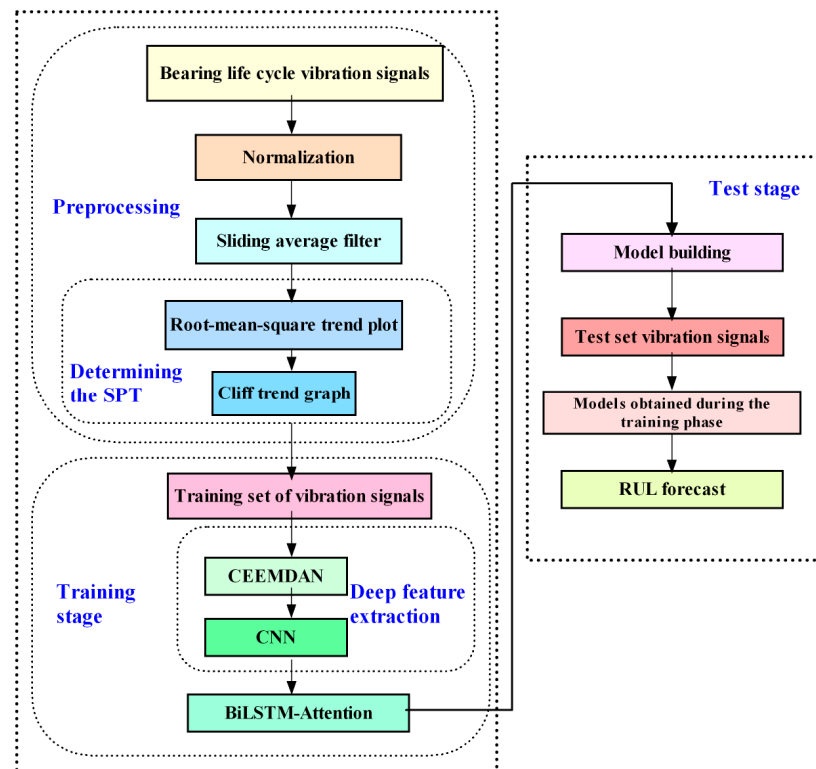 Bearing life cycle vibration signals
Normalization
Preprocessing
Sliding average filter
Root-mean-square trend plot
Determining
the SPT
Cliff trend graph
Training set of vibration signals
CEEMDAN
Deep feature
extraction
Training
stage
CNN
BiLSTM-Attention
Test stage
Model building
Test set vibration signals
Models obtained during the
training phase
RUL forecast